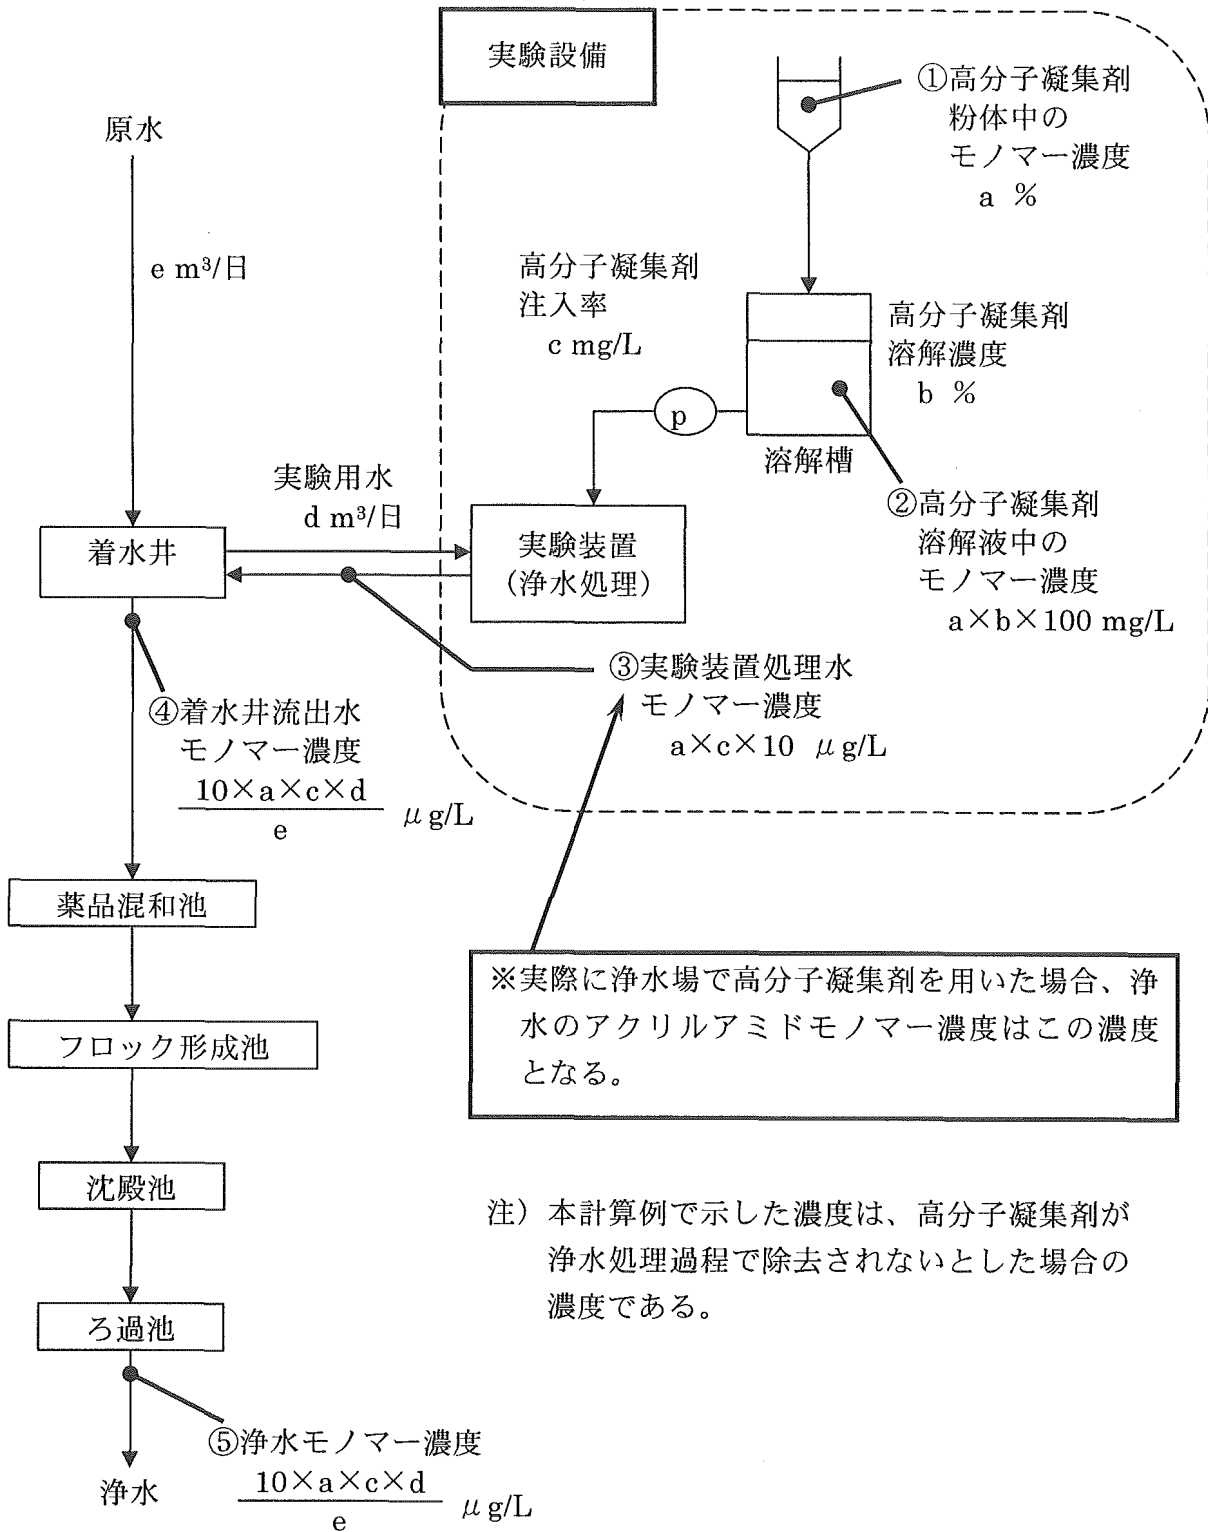 実験設備
①高分子凝集剤
粉体中の
モノマー濃度
a %
原水
e m³/日
高分子凝集剤
注入率
c mg/L
高分子凝集剤
溶解濃度
b %
p
溶解槽
実験用水
d m³/日
②高分子凝集剤
溶解液中の
モノマー濃度
a×b×100 mg/L
着水井
実験装置
(浄水処理)
③実験装置処理水
モノマー濃度
a×c×10 μg/L
④着水井流出水
モノマー濃度
10×a×c×d
e
μg/L
薬品混和池
※実際に浄水場で高分子凝集剤を用いた場合、浄
水のアクリルアミドモノマー濃度はこの濃度
となる。
フロック形成池
沈殿池
注) 本計算例で示した濃度は、高分子凝集剤が
浄水処理過程で除去されないとした場合の
濃度である。
ろ過池
⑤浄水モノマー濃度
10×a×c×d
e
μg/L
浄水